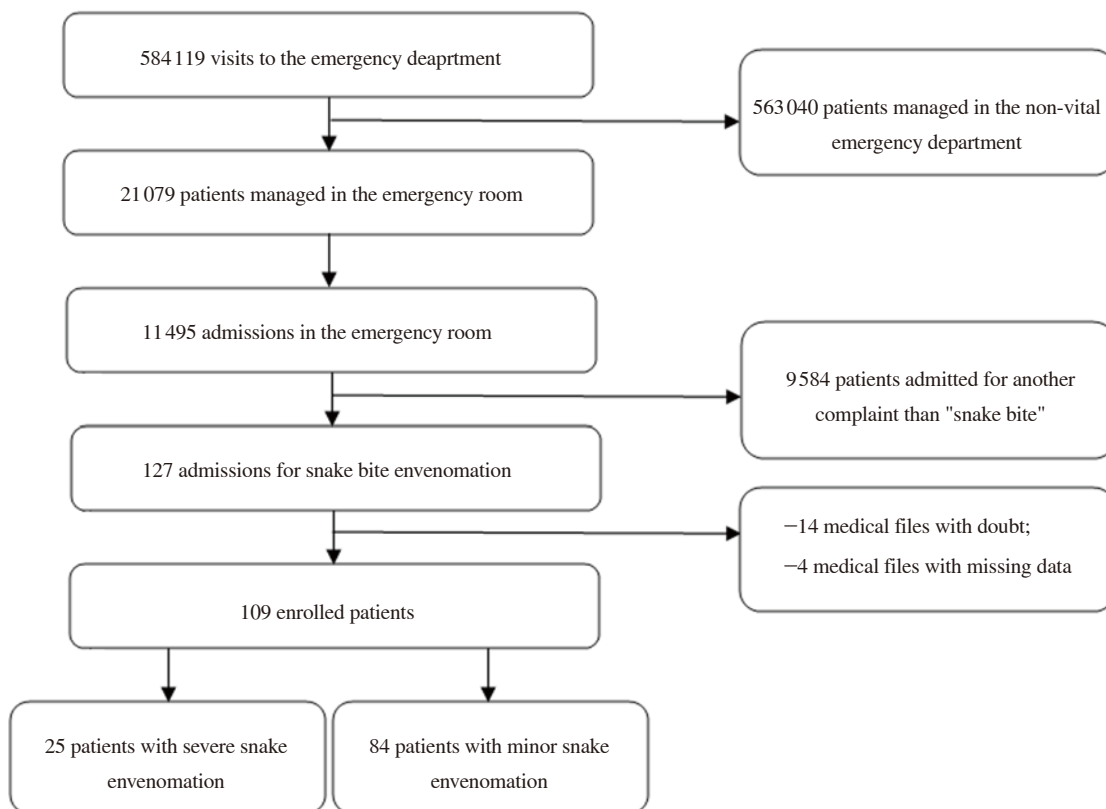 584 119 visits to the emergency deaprtment
563 040 patients managed in the non-vital
emergency department
21 079 patients managed in the emergency room
11 495 admissions in the emergency room
9 584 patients admitted for another
complaint than "snake bite"
127 admissions for snake bite envenomation
−14 medical files with doubt;
−4 medical files with missing data
109 enrolled patients
25 patients with severe snake
envenomation
84 patients with minor snake
envenomation